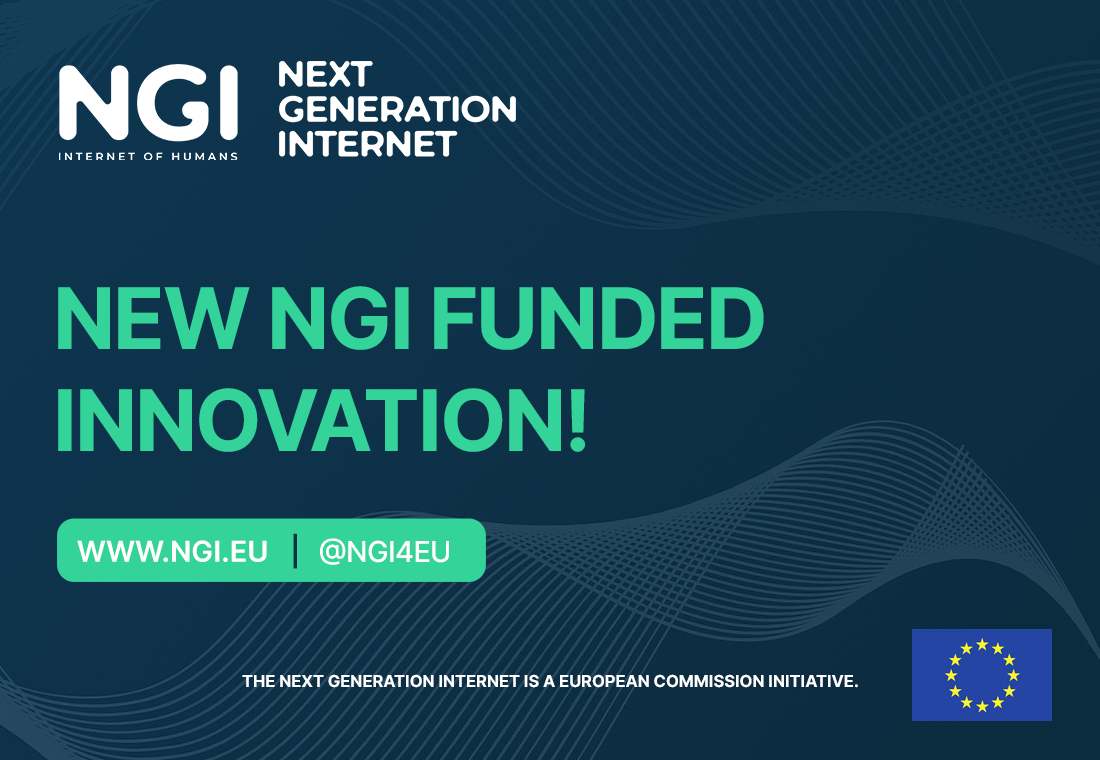 NGI
INTERNET OF HUMANS
NEXT
GENERATION
INTERNET
NEW NGI FUNDED
INNOVATION!
WWW.NGI.EU | @NGI4EU
THE NEXT GENERATION INTERNET IS A EUROPEAN COMMISSION INITIATIVE.